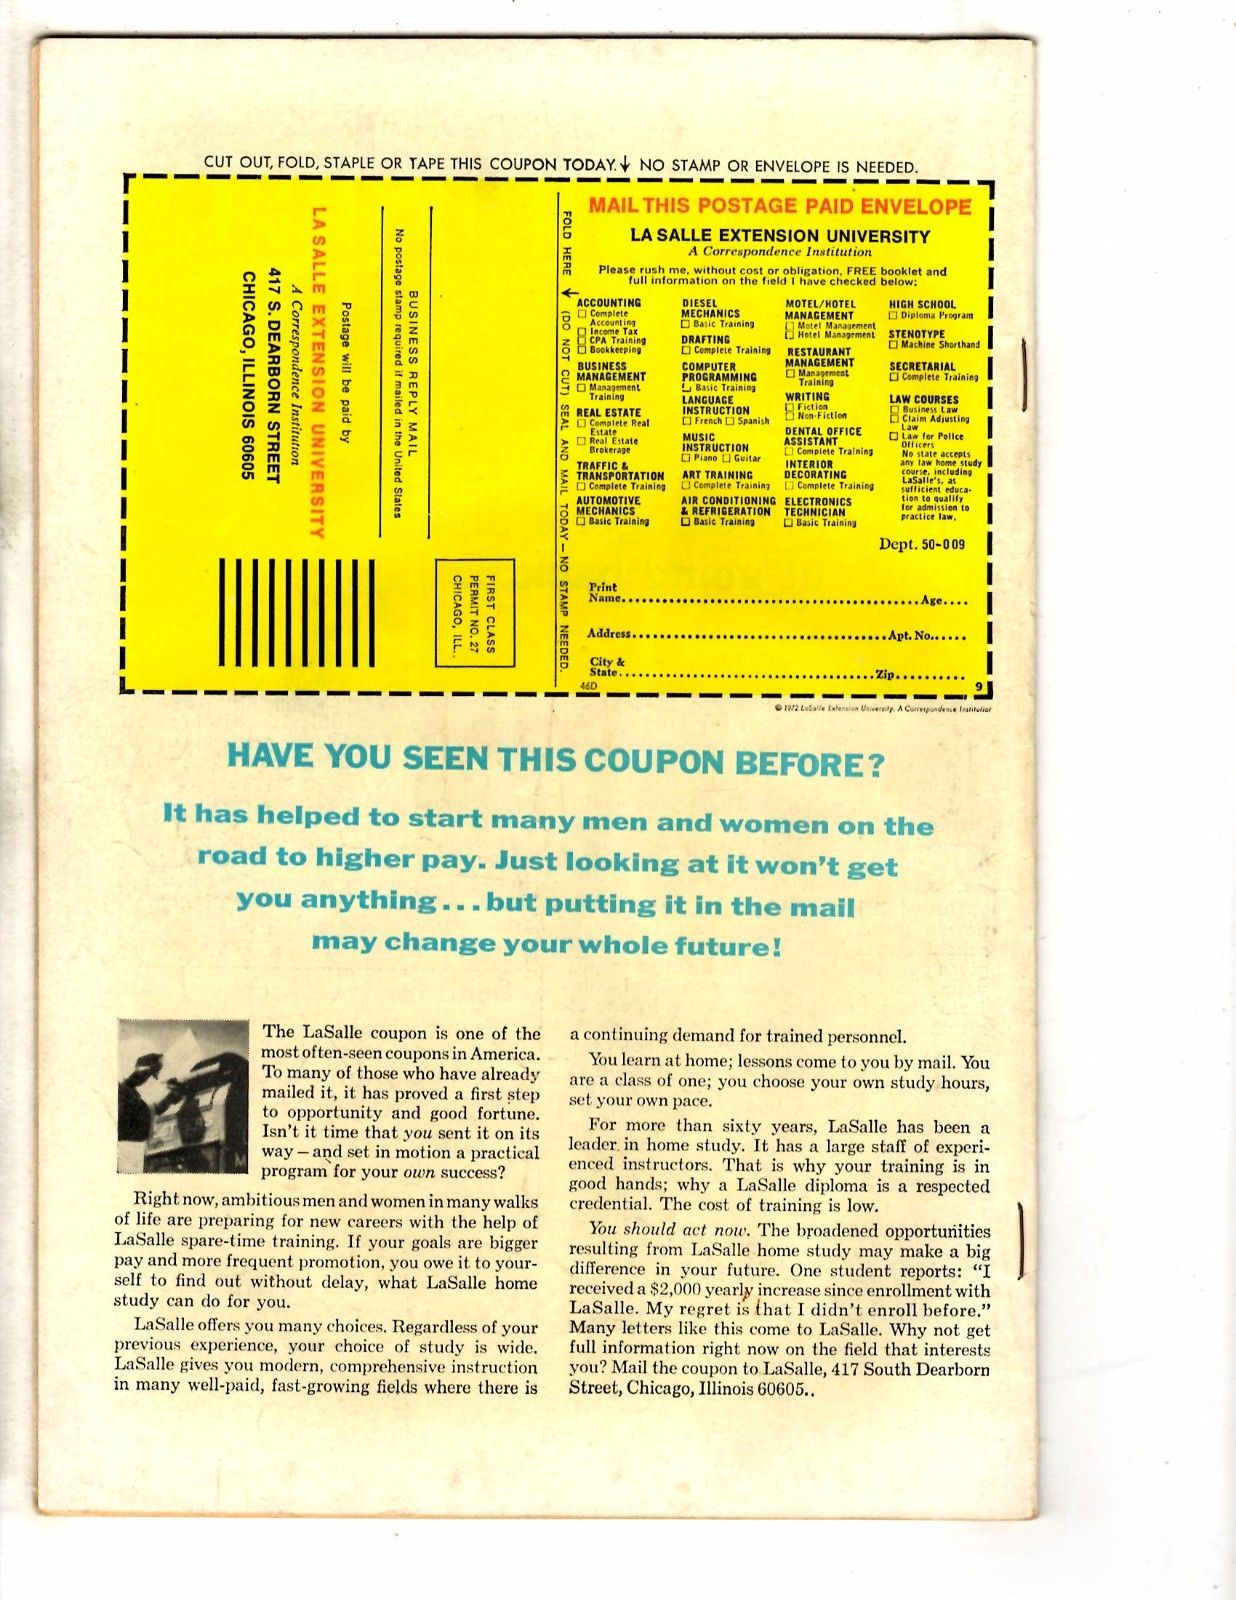 CUT OUT, FOLD, STAPLE OR TAPE THIS COUPON TODAY. ↓ NO STAMP OR ENVELOPE IS NEEDED.
LA SALLE EXTENSION UNIVERSITY
A Correspondence Institution
417 S. DEARBORN STREET
CHICAGO, ILLINOIS 60605
Postage will be paid by
BUSINESS REPLY MAIL
No postage stamp required if mailed in the United States
FIRST CLASS
PERMIT NO. 27
CHICAGO, ILL..
FOLD HERE ↓ (DO NOT CUT) SEAL AND MAIL TODAY — NO STAMP NEEDED.
MAIL THIS POSTAGE PAID ENVELOPE
LA SALLE EXTENSION UNIVERSITY
A Correspondence Institution
Please rush me, without cost or obligation, FREE booklet and
full information on the field I have checked below:
ACCOUNTING
☐ Complete
Accounting
☐ Income Tax
☐ CPA Training
☐ Bookkeeping
BUSINESS
MANAGEMENT
☐ Management
Training
REAL ESTATE
☐ Complete Real
Estate
☐ Real Estate
Brokerage
TRAFFIC &
TRANSPORTATION
☐ Complete Training
AUTOMOTIVE
MECHANICS
☐ Basic Training
DIESEL
MECHANICS
☐ Basic Training
DRAFTING
☐ Complete Training
COMPUTER
PROGRAMMING
☐ Basic Training
LANGUAGE
INSTRUCTION
☐ French ☐ Spanish
MUSIC
INSTRUCTION
☐ Piano ☐ Guitar
ART TRAINING
☐ Complete Training
AIR CONDITIONING
& REFRIGERATION
☐ Basic Training
MOTEL/HOTEL
MANAGEMENT
☐ Motel Management
☐ Hotel Management
RESTAURANT
MANAGEMENT
☐ Management
Training
WRITING
☐ Fiction
☐ Non-Fiction
DENTAL OFFICE
ASSISTANT
☐ Complete Training
INTERIOR
DECORATING
☐ Complete Training
ELECTRONICS
TECHNICIAN
☐ Basic Training
HIGH SCHOOL
☐ Diploma Program
STENOTYPE
☐ Machine Shorthand
SECRETARIAL
☐ Complete Training
LAW COURSES
☐ Business Law
☐ Claim Adjusting
Law
☐ Law for Police
Officers
No state accepts
any law home study
course, including
LaSalle's, as
sufficient educa-
tion to qualify
for admission to
practice law.
Dept. 50-009
Print
Name..........Age....
Address..........Apt. No......
City &
State..........Zip..........
46D 9
© 1972 LaSalle Extension University, A Correspondence Institution
HAVE YOU SEEN THIS COUPON BEFORE?
It has helped to start many men and women on the
road to higher pay. Just looking at it won't get
you anything...but putting it in the mail
may change your whole future!
The LaSalle coupon is one of the
most often-seen coupons in America.
To many of those who have already
mailed it, it has proved a first step
to opportunity and good fortune.
Isn't it time that you sent it on its
way — and set in motion a practical
program for your own success?
Right now, ambitious men and women in many walks
of life are preparing for new careers with the help of
LaSalle spare-time training. If your goals are bigger
pay and more frequent promotion, you owe it to your-
self to find out without delay, what LaSalle home
study can do for you.
LaSalle offers you many choices. Regardless of your
previous experience, your choice of study is wide.
LaSalle gives you modern, comprehensive instruction
in many well-paid, fast-growing fields where there is
a continuing demand for trained personnel.
You learn at home; lessons come to you by mail. You
are a class of one; you choose your own study hours,
set your own pace.
For more than sixty years, LaSalle has been a
leader in home study. It has a large staff of experi-
enced instructors. That is why your training is in
good hands; why a LaSalle diploma is a respected
credential. The cost of training is low.
You should act now. The broadened opportunities
resulting from LaSalle home study may make a big
difference in your future. One student reports: "I
received a $2,000 yearly increase since enrollment with
LaSalle. My regret is that I didn't enroll before."
Many letters like this come to LaSalle. Why not get
full information right now on the field that interests
you? Mail the coupon to LaSalle, 417 South Dearborn
Street, Chicago, Illinois 60605..